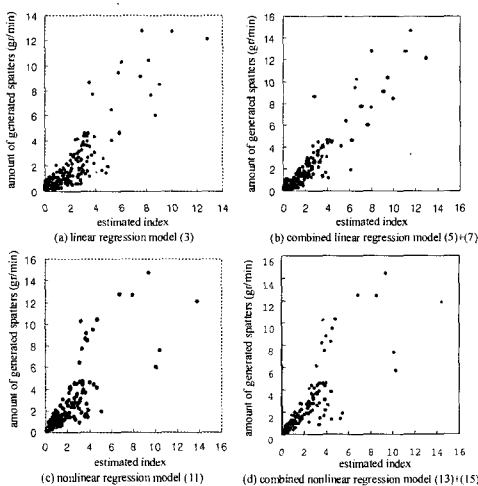 amount of generated spatters (gr/min)
14
12
10
8
6
4
2
0
0 2 4 6 8 10 12 14
estimated index
(a) linear regression model (3)
amount of generated spatters (gr/min)
16
14
12
10
8
6
4
2
0
0 2 4 6 8 10 12 14 16
estimated index
(b) combined linear regression model (5)+(7)
amount of generated spatters (gr/min)
16
14
12
10
8
6
4
2
0
0 2 4 6 8 10 12 14 16
estimated index
(c) nonlinear regression model (11)
amount of generated spatters (gr/min)
16
14
12
10
8
6
4
2
0
0 2 4 6 8 10 12 14 16
estimated index
(d) combined nonlinear regression model (13)+(15)